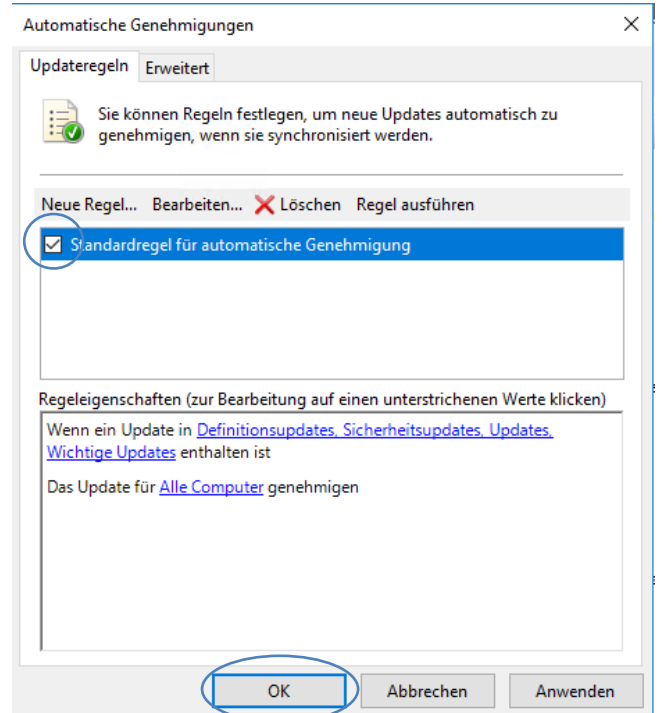 Automatische Genehmigungen
Updateregeln Erweitert
Sie können Regeln festlegen, um neue Updates automatisch zu
genehmigen, wenn sie synchronisiert werden.
Neue Regel... Bearbeiten... Löschen Regel ausführen
Standardregel für automatische Genehmigung
Regeleigenschaften (zur Bearbeitung auf einen unterstrichenen Werte klicken)
Wenn ein Update in Definitionsupdates, Sicherheitsupdates, Updates,
Wichtige Updates enthalten ist
Das Update für Alle Computer genehmigen
OK Abbrechen Anwenden